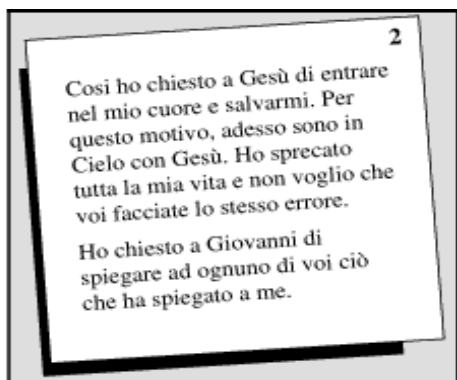 2
Cosi ho chiesto a Gesù di entrare
nel mio cuore e salvarmi. Per
questo motivo, adesso sono in
Cielo con Gesù. Ho sprecato
tutta la mia vita e non voglio che
voi facciate lo stesso errore.
Ho chiesto a Giovanni di
spiegare ad ognuno di voi ciò
che ha spiegato a me.